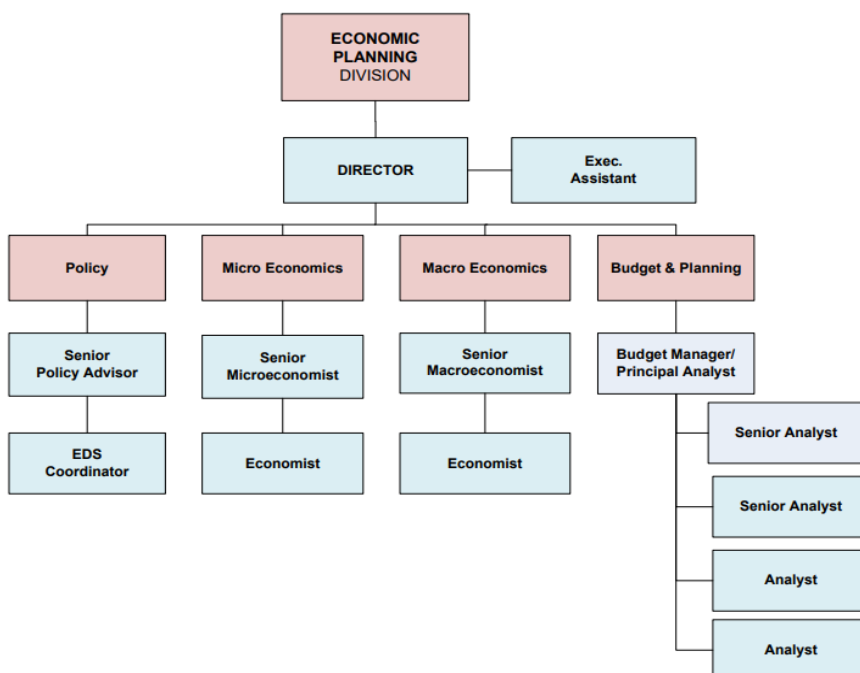 ECONOMIC
PLANNING
DIVISION
DIRECTOR
Exec.
Assistant
Policy
Micro Economics
Macro Economics
Budget & Planning
Senior
Policy Advisor
Senior
Microeconomist
Senior
Macroeconomist
Budget Manager/
Principal Analyst
EDS
Coordinator
Economist
Economist
Senior Analyst
Senior Analyst
Analyst
Analyst